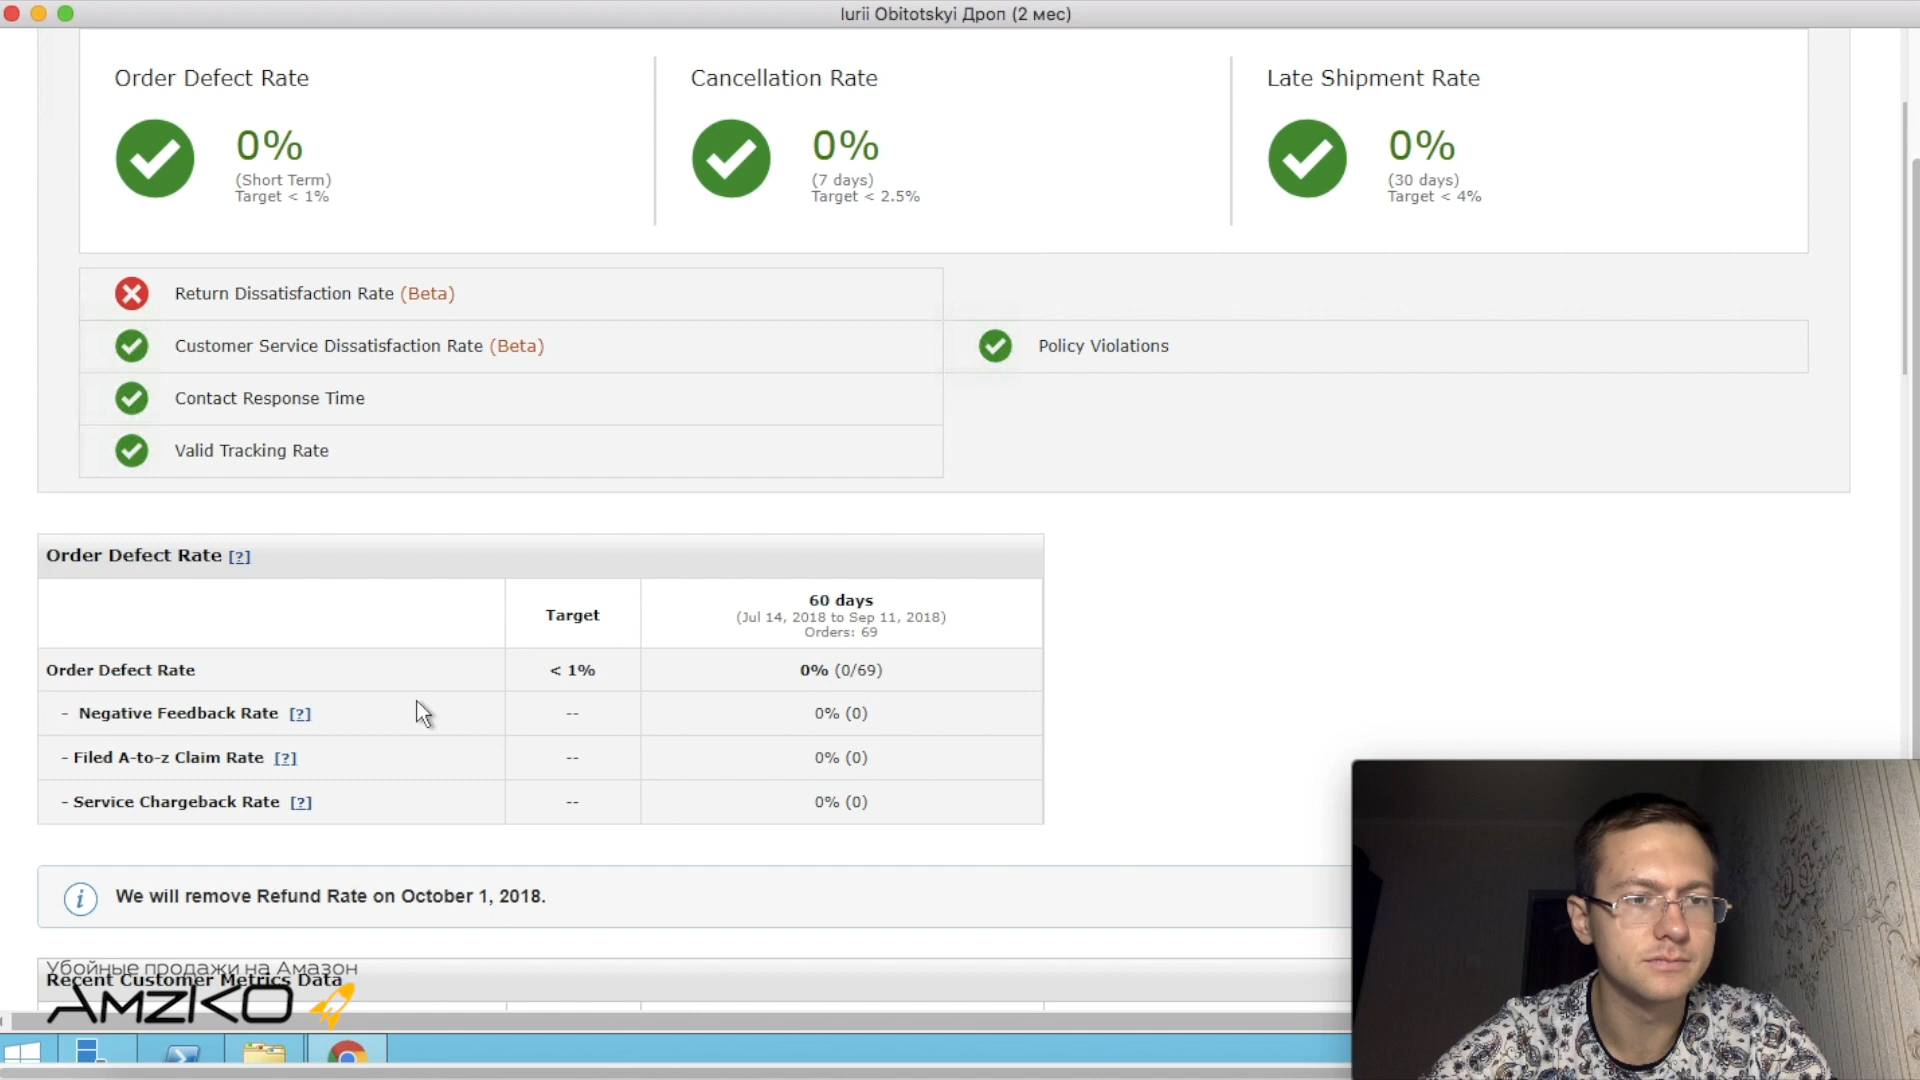 Iurii Obitotskyi Дроп (2 мес)
Order Defect Rate
0%
(Short Term)
Target < 1%
Cancellation Rate
0%
(7 days)
Target < 2.5%
Late Shipment Rate
0%
(30 days)
Target < 4%
Return Dissatisfaction Rate (Beta)
Customer Service Dissatisfaction Rate (Beta)
Policy Violations
Contact Response Time
Valid Tracking Rate
Order Defect Rate [?]
Target
60 days
(Jul 14, 2018 to Sep 11, 2018)
Orders: 69
Order Defect Rate < 1% 0% (0/69)
- Negative Feedback Rate [?] -- 0% (0)
- Filed A-to-z Claim Rate [?] -- 0% (0)
- Service Chargeback Rate [?] -- 0% (0)
i We will remove Refund Rate on October 1, 2018.
Убойные продажи на Амазон
Recent Customer Metrics Data
AMZIKO